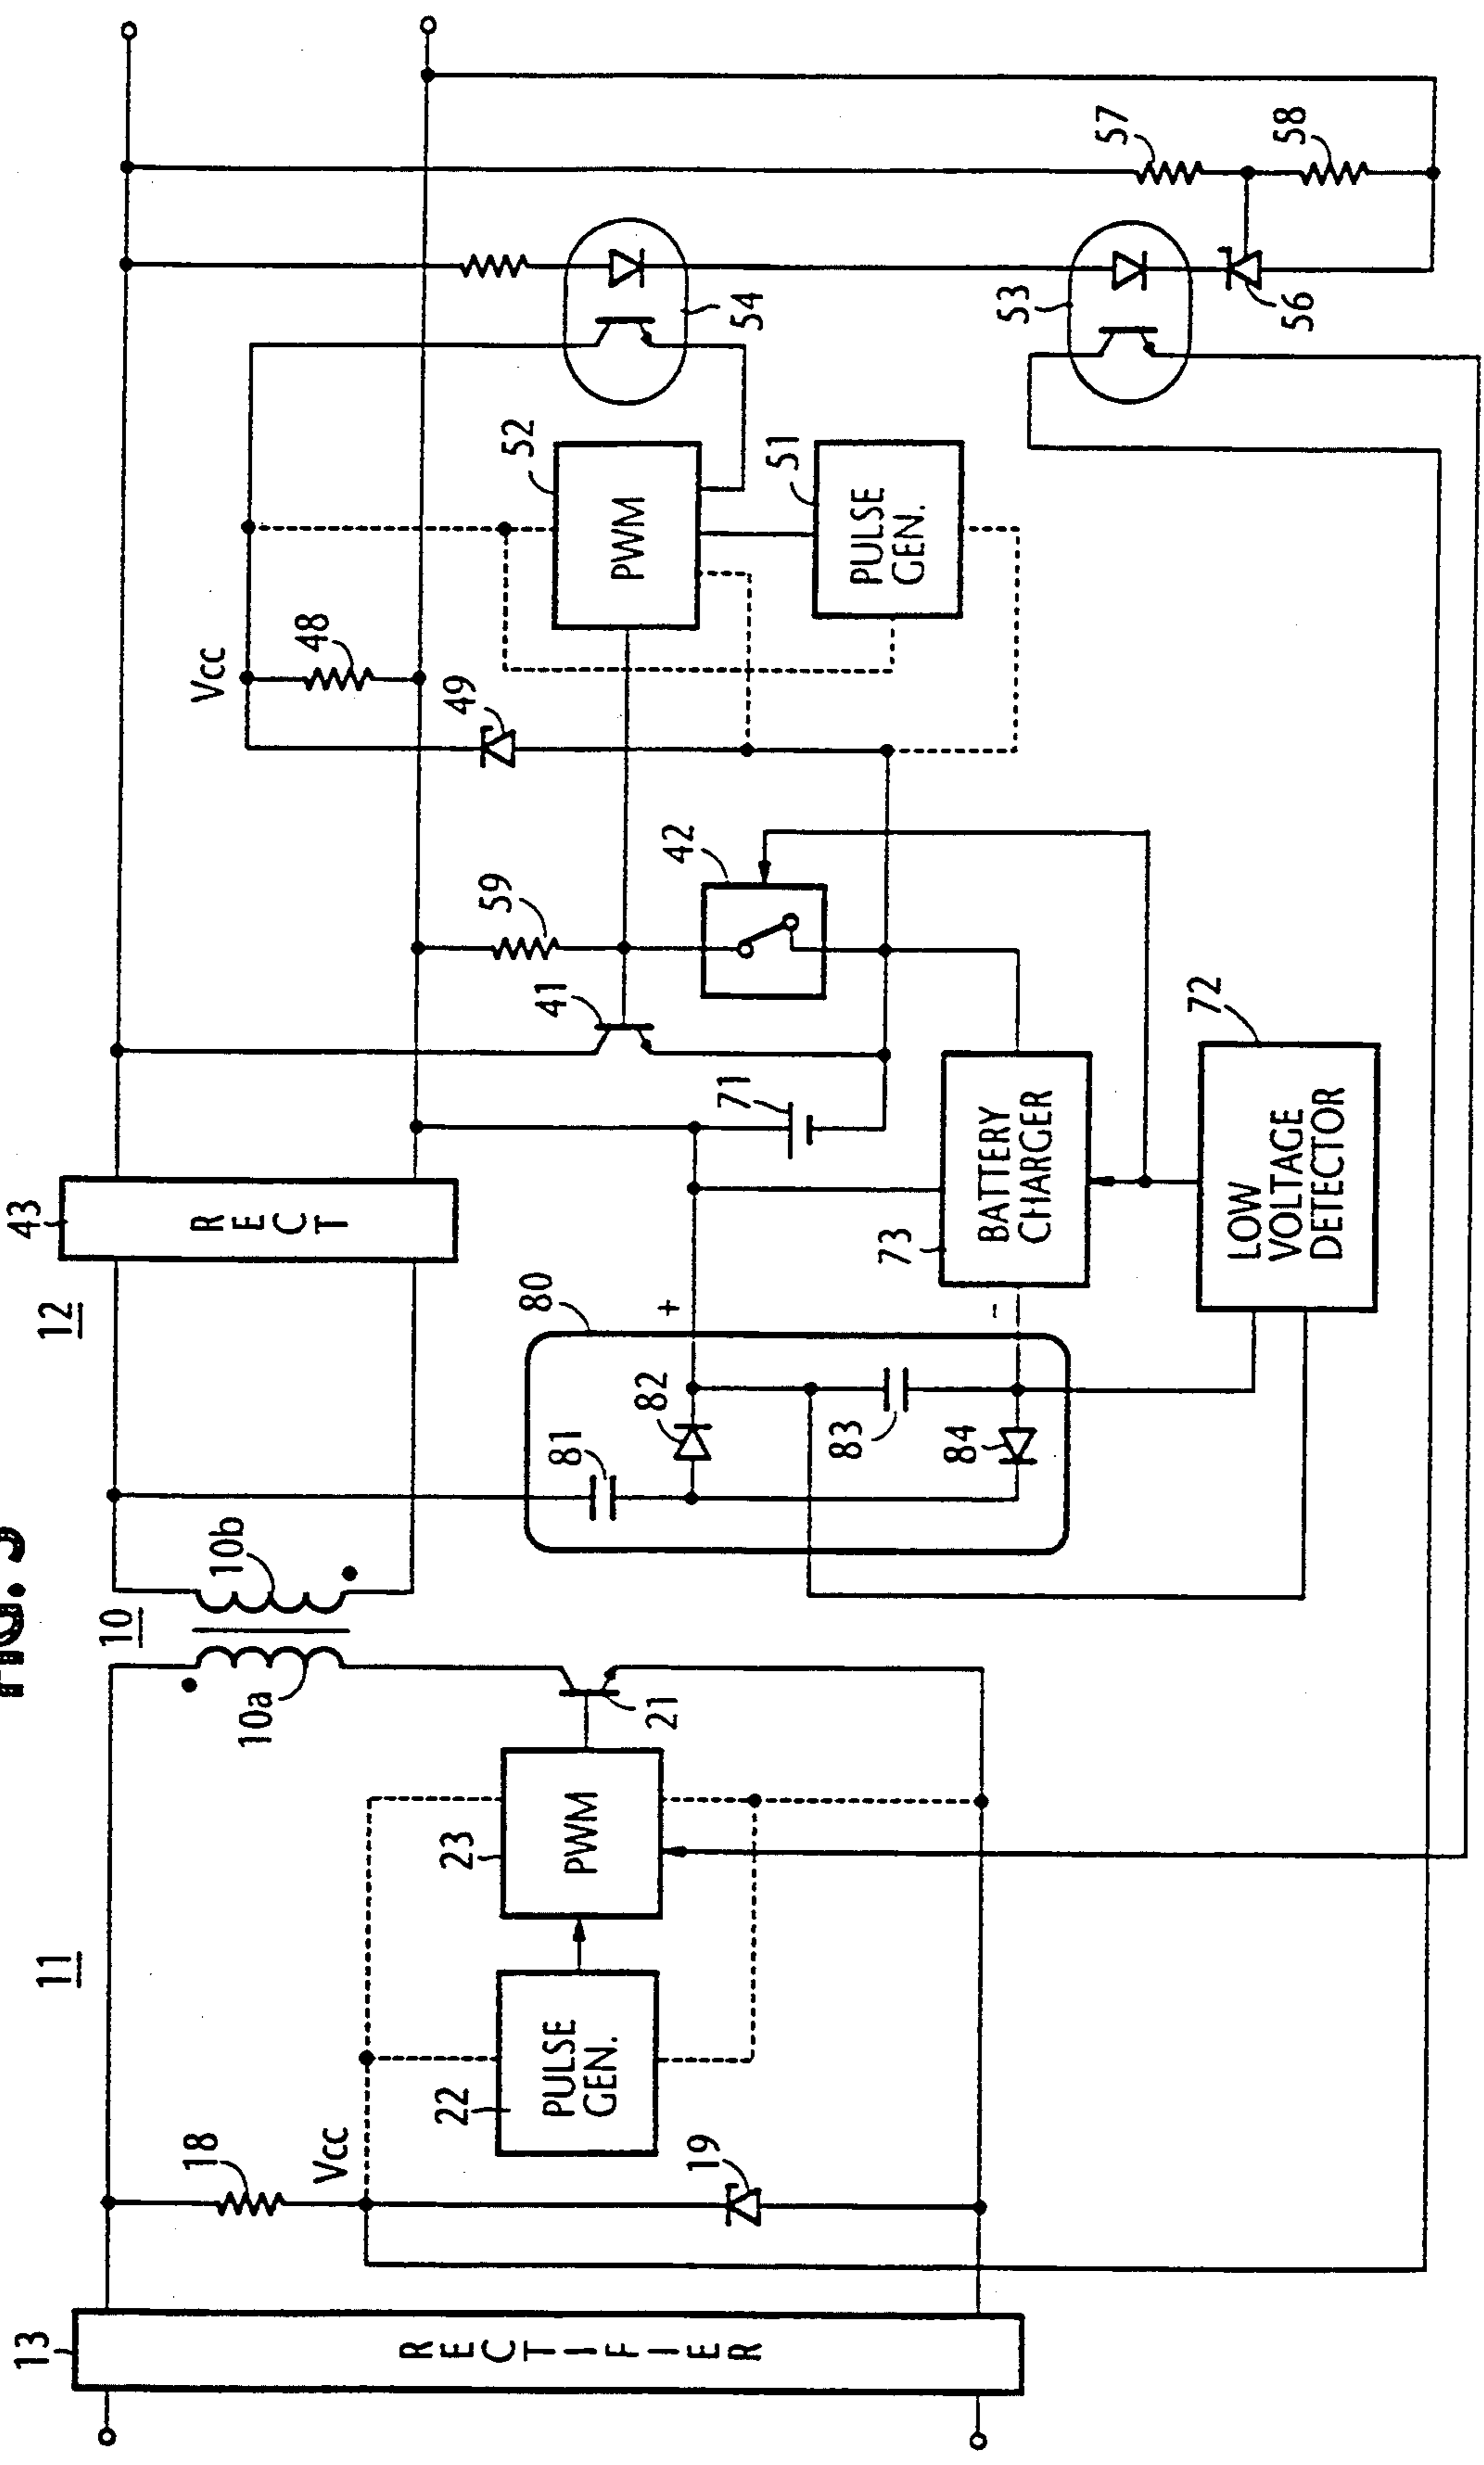 FIG.
13
11
10
12
43
18
Vcc
10a
10b
RECTIFIER
RECT
Vcc
48
22
PULSE
GEN.
23
PWM
21
80
81
82
+
83
84
-
71
41
59
42
49
52
PWM
54
51
PULSE
GEN.
19
73
BATTERY
CHARGER
53
57
72
LOW
VOLTAGE
DETECTOR
56
58